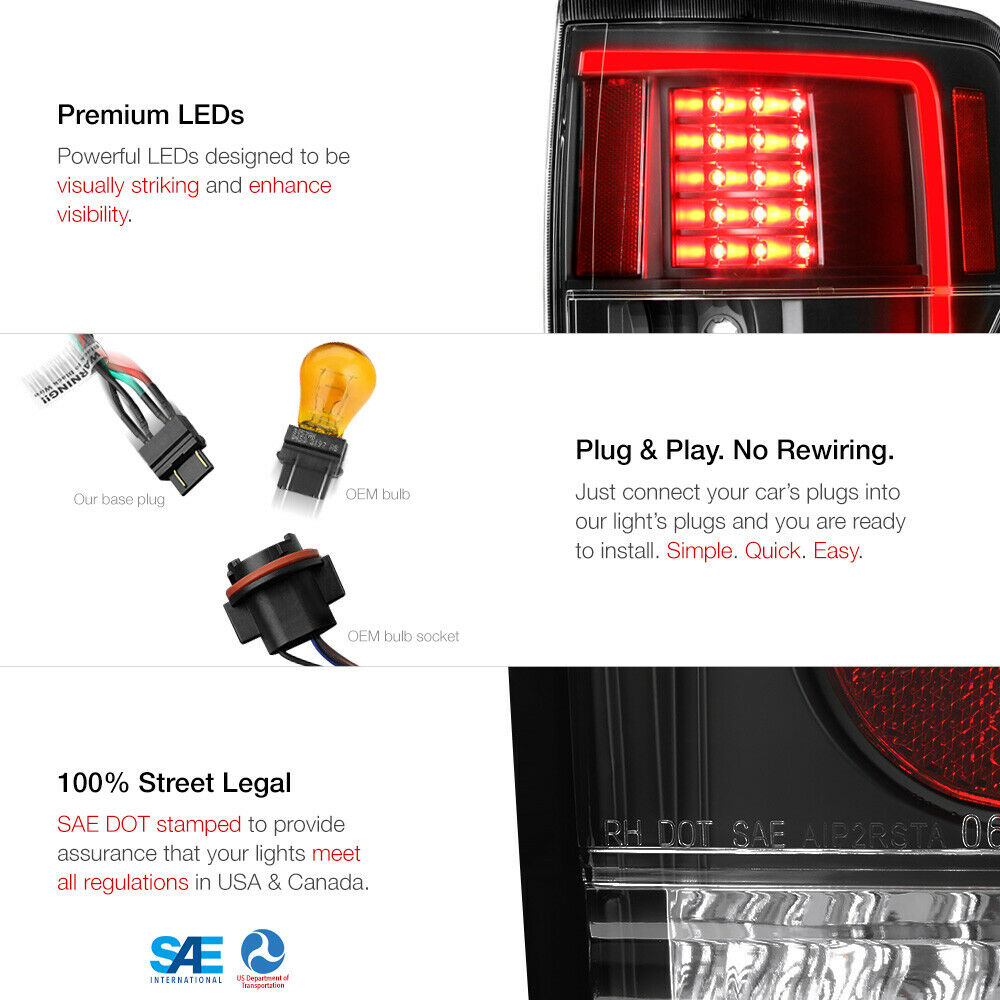 Premium LEDs
Powerful LEDs designed to be
visually striking and enhance
visibility.
WARNING!!
Our base plug
OEM bulb
OEM bulb socket
Plug & Play. No Rewiring.
Just connect your car's plugs into
our light's plugs and you are ready
to install. Simple. Quick. Easy.
100% Street Legal
SAE DOT stamped to provide
assurance that your lights meet
all regulations in USA & Canada.
SAE
INTERNATIONAL
US Department of
Transportation
RH DOT SAE AIP2RSTA 06